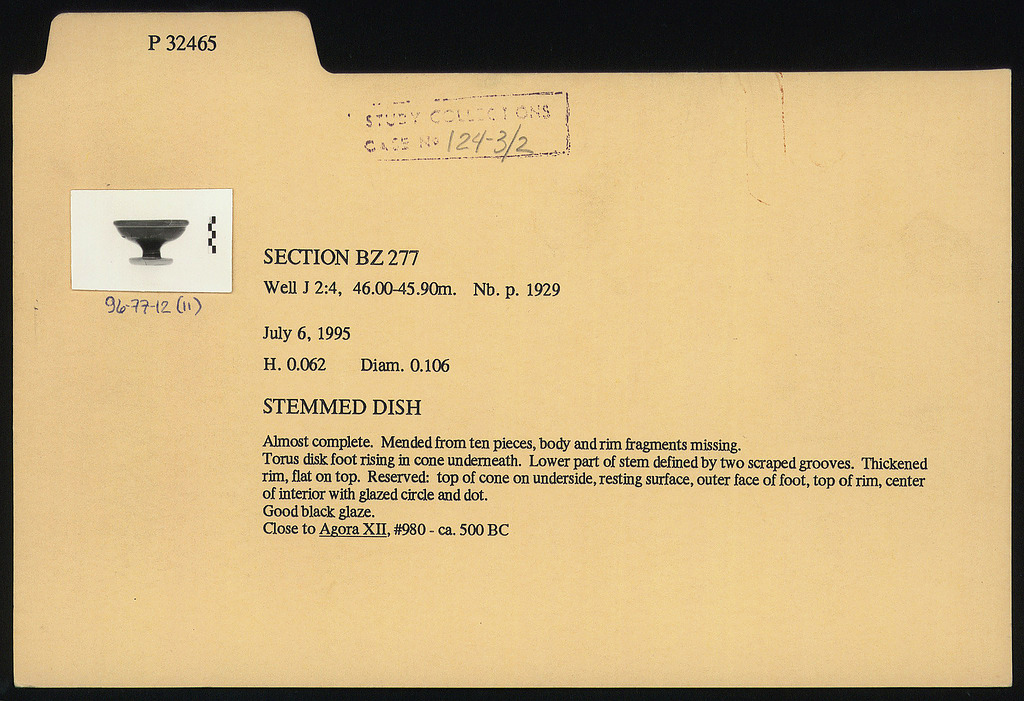 P 32465
STUDY COLLECTIONS
CASE No 124-3/2
96-77-12 (11)
SECTION BZ 277
Well J 2:4, 46.00-45.90m. Nb. p. 1929
July 6, 1995
H. 0.062 Diam. 0.106
STEMMED DISH
Almost complete. Mended from ten pieces, body and rim fragments missing.
Torus disk foot rising in cone underneath. Lower part of stem defined by two scraped grooves. Thickened
rim, flat on top. Reserved: top of cone on underside, resting surface, outer face of foot, top of rim, center
of interior with glazed circle and dot.
Good black glaze.
Close to Agora XII, #980 - ca. 500 BC